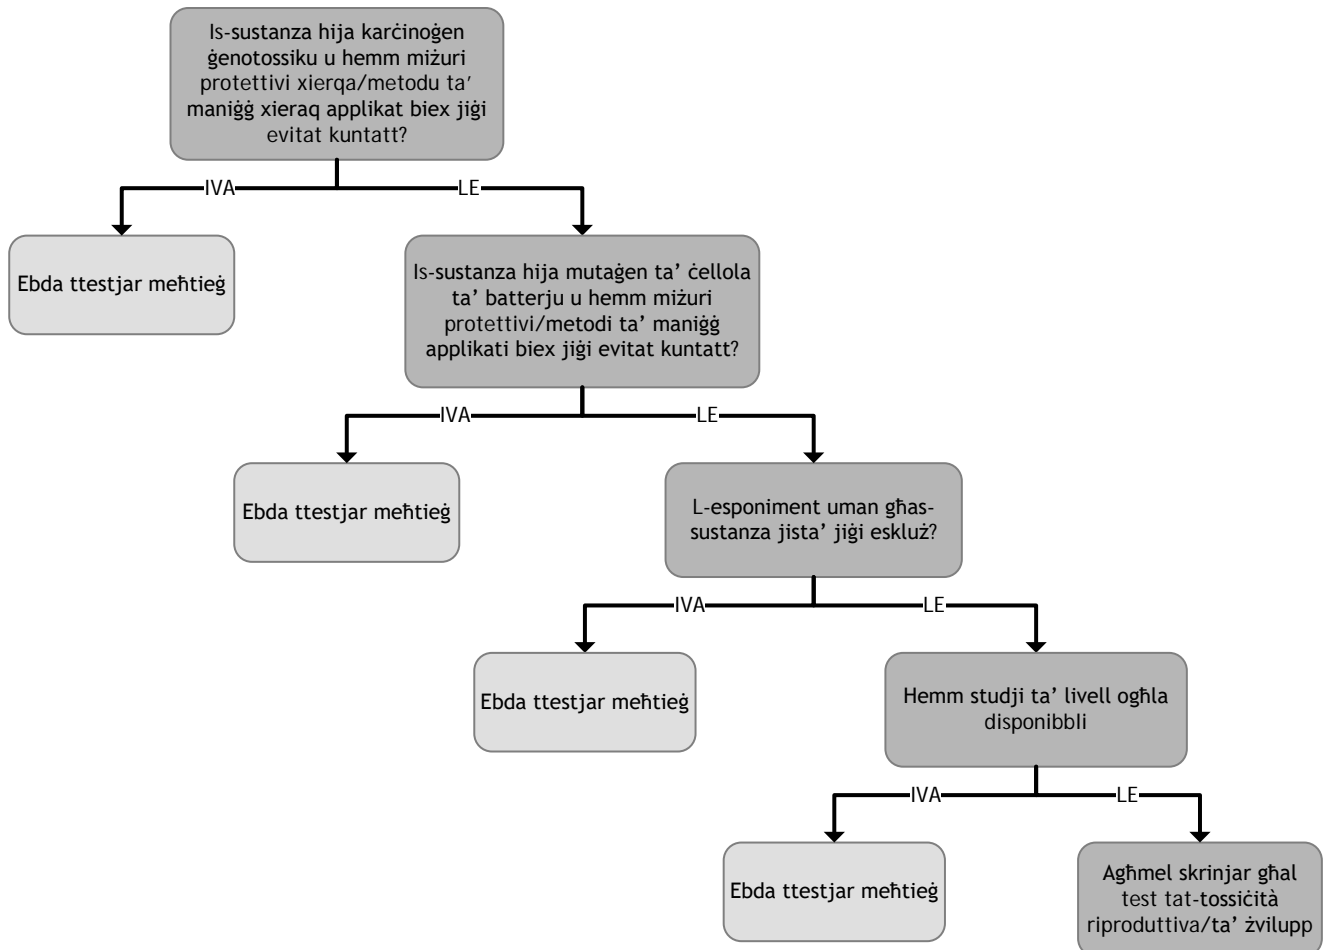 Is-sustanza hija karċinoġen
ġenotossiku u hemm miżuri
protettivi xierqa/metodu ta’
maniġġ xieraq applikat biex jiġi
evitat kuntatt?
IVA
LE
Ebda ttestjar meħtieġ
Is-sustanza hija mutaġen ta’ ċellola
ta’ batterju u hemm miżuri
protettivi/metodi ta’ maniġġ
applikati biex jiġi evitat kuntatt?
IVA
LE
Ebda ttestjar meħtieġ
L-esponiment uman għas-
sustanza jista’ jiġi eskluż?
IVA
LE
Ebda ttestjar meħtieġ
Hemm studji ta’ livell ogħla
disponibbli
IVA
LE
Ebda ttestjar meħtieġ
Agħmel skrinjar għal
test tat-tossiċità
riproduttiva/ta’ żvilupp